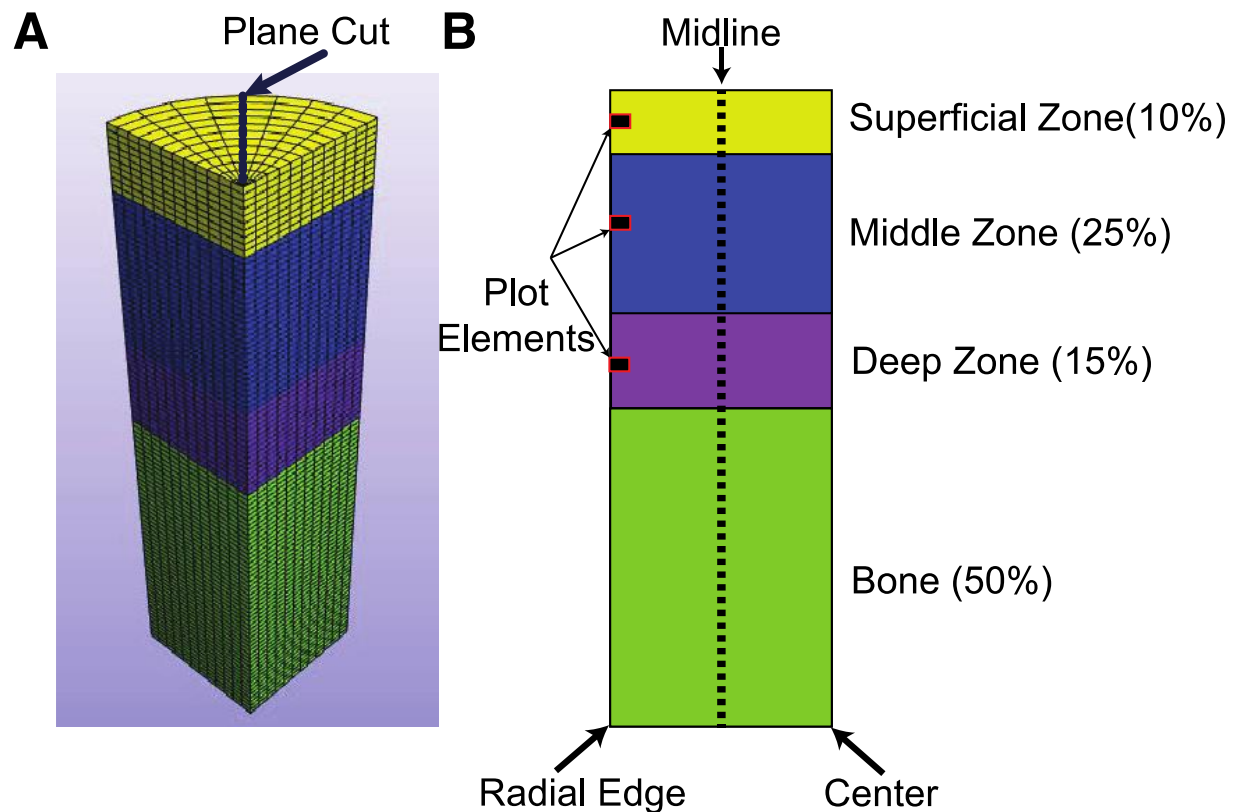 A
Plane Cut
B
Midline
Superficial Zone(10%)
Middle Zone (25%)
Plot
Elements
Deep Zone (15%)
Bone (50%)
Radial Edge
Center